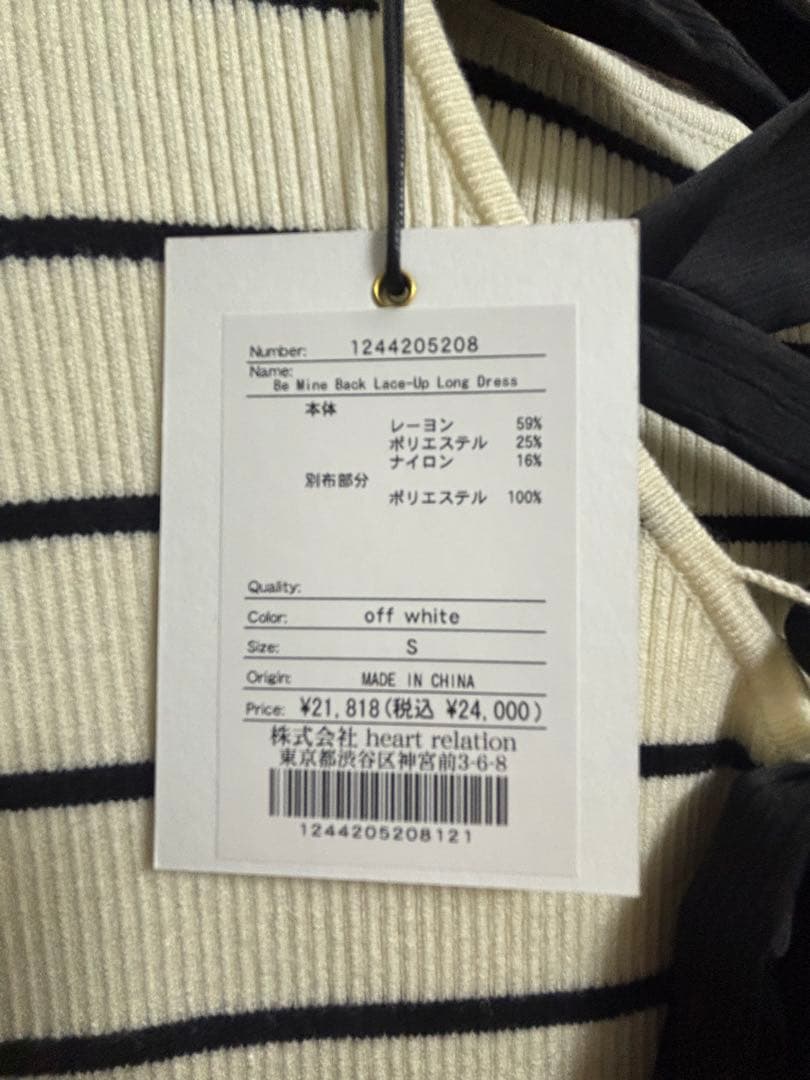 Number: 1244205208
Name:
Be Mine Back Lace-Up Long Dress
本体
レーヨン 59%
ポリエステル 25%
ナイロン 16%
別布部分
ポリエステル 100%
Quality:
Color: off white
Size: S
Origin: MADE IN CHINA
Price: ¥21,818(税込 ¥24,000)
株式会社 heart relation
東京都渋谷区神宮前3-6-8
1244205208121